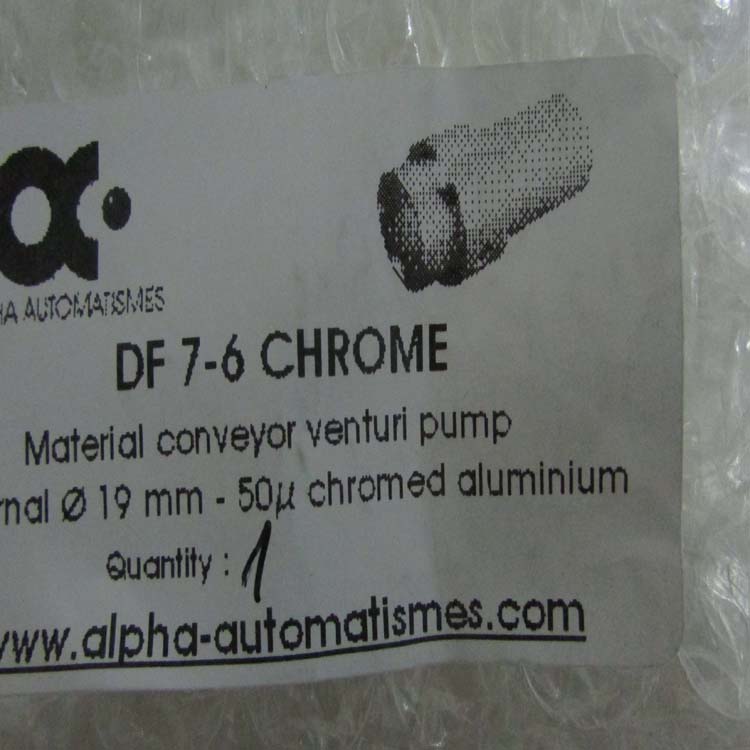 HA AUTOMATISMES
DF 7-6 CHROME
Material conveyor venturi pump
rnal Ø 19 mm - 50µ chromed aluminium
Quantity : 1
www.alpha-automatismes.com